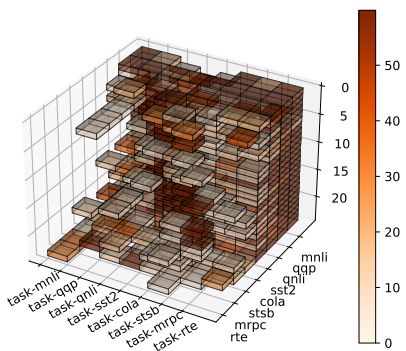 0
5
10
15
20
mnli
qqp
qnli
sst2
cola
stsb
mrpc
rte
task-mnli
task-qqp
task-qnli
task-sst2
task-cola
task-stsb
task-mrpc
task-rte
50
40
30
20
10
0